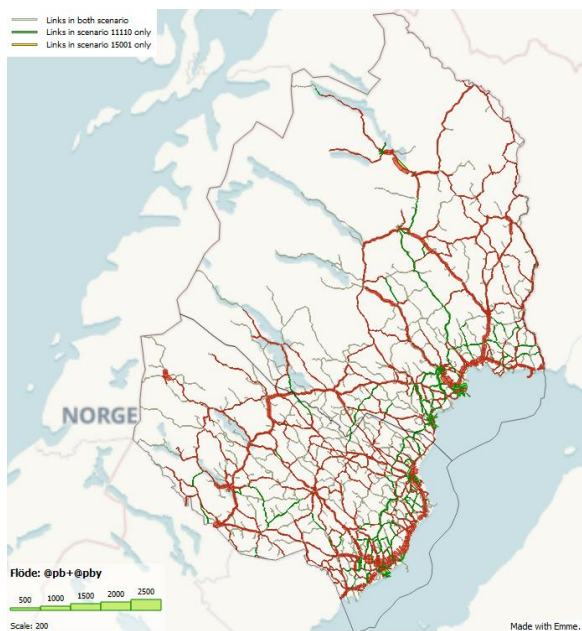 Links in both scenario
Links in scenario 11110 only
Links in scenario 15001 only
NORGE
Flöde: @pb+@pby
500 1000 1500 2000 2500
Scale: 200
Made with Emme.